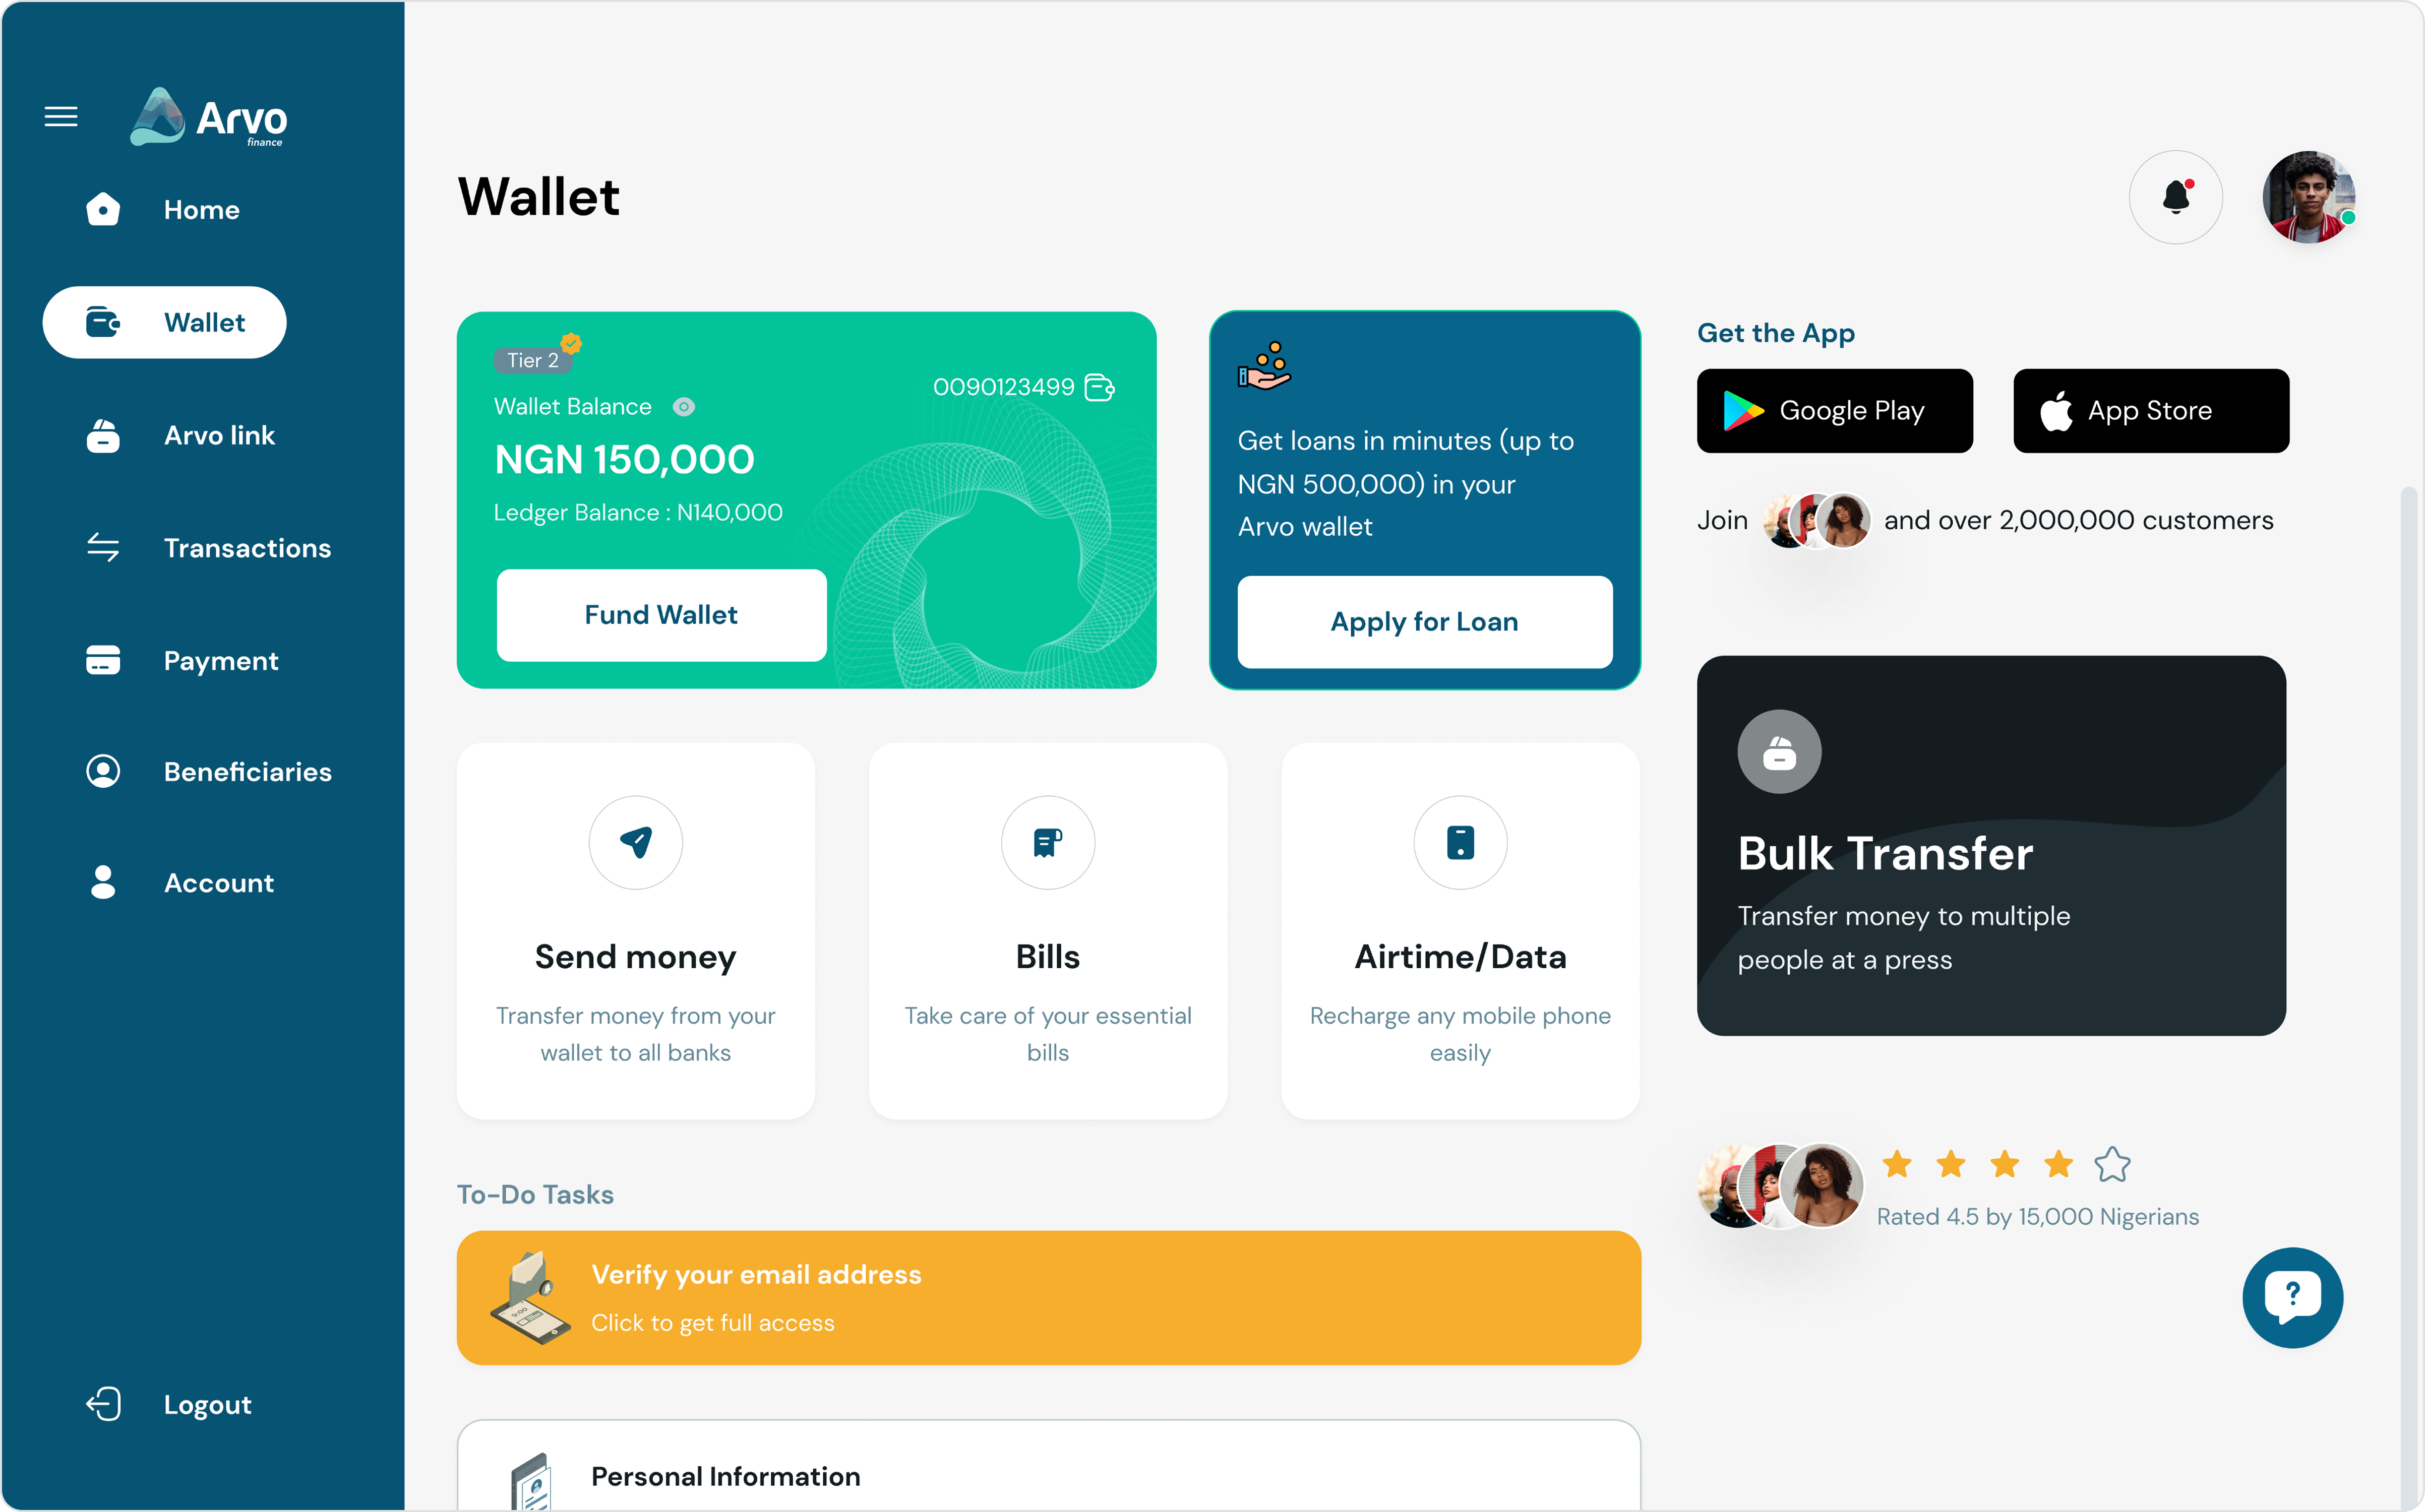 Arvo
finance
Home
Wallet
Arvo link
Transactions
Payment
Beneficiaries
Account
Logout
Wallet
Tier 2
0090123499
Wallet Balance
NGN 150,000
Ledger Balance : N140,000
Fund Wallet
Get loans in minutes (up to
NGN 500,000) in your
Arvo wallet
Apply for Loan
Get the App
Google Play
App Store
Join and over 2,000,000 customers
Send money
Transfer money from your
wallet to all banks
Bills
Take care of your essential
bills
Airtime/Data
Recharge any mobile phone
easily
Bulk Transfer
Transfer money to multiple
people at a press
Rated 4.5 by 15,000 Nigerians
?
To-Do Tasks
9:00
Verify your email address
Click to get full access
Personal Information